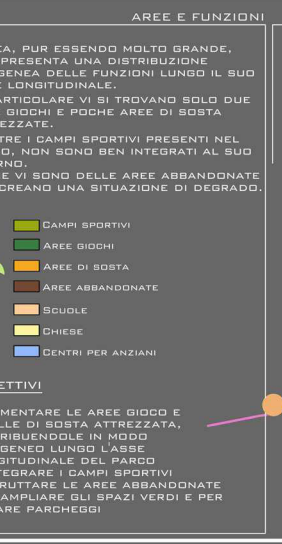 AREE E FUNZIONI
EA, PUR ESSENDO MOLTO GRANDE,
PRESENTA UNA DISTRIBUZIONE
GENEA DELLE FUNZIONI LUNGO IL SUO
LONGITUDINALE.
ARTICOLARE VI SI TROVANO SOLO DUE
GIOCHI E POCHE AREE DI SOSTA
EZZATE.
TRE I CAMPI SPORTIVI PRESENTI NEL
O, NON SONO BEN INTEGRATI AL SUO
RNO.
E VI SONO DELLE AREE ABBANDONATE
CREANO UNA SITUAZIONE DI DEGRADO.
CAMPI SPORTIVI
AREE GIOCHI
AREE DI SOSTA
AREE ABBANDONATE
SCUOLE
CHIESE
CENTRI PER ANZIANI
ETTIVI
MENTARE LE AREE GIOCO E
LLE DI SOSTA ATTREZZATA,
RIBUENDOLE IN MODO
GENEO LUNGO L'ASSE
GITUDINALE DEL PARCO
TEGRARE I CAMPI SPORTIVI
RUTTARE LE AREE ABBANDONATE
AMPLIARE GLI SPAZI VERDI E PER
ARE PARCHEGGI